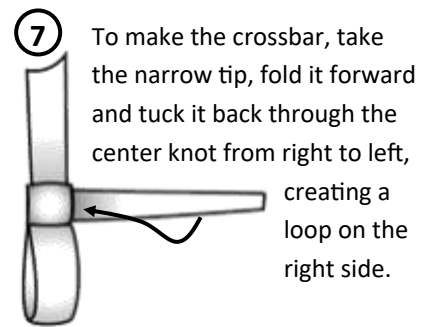 7 To make the crossbar, take
the narrow tip, fold it forward
and tuck it back through the
center knot from right to left,
creating a
loop on the
right side.